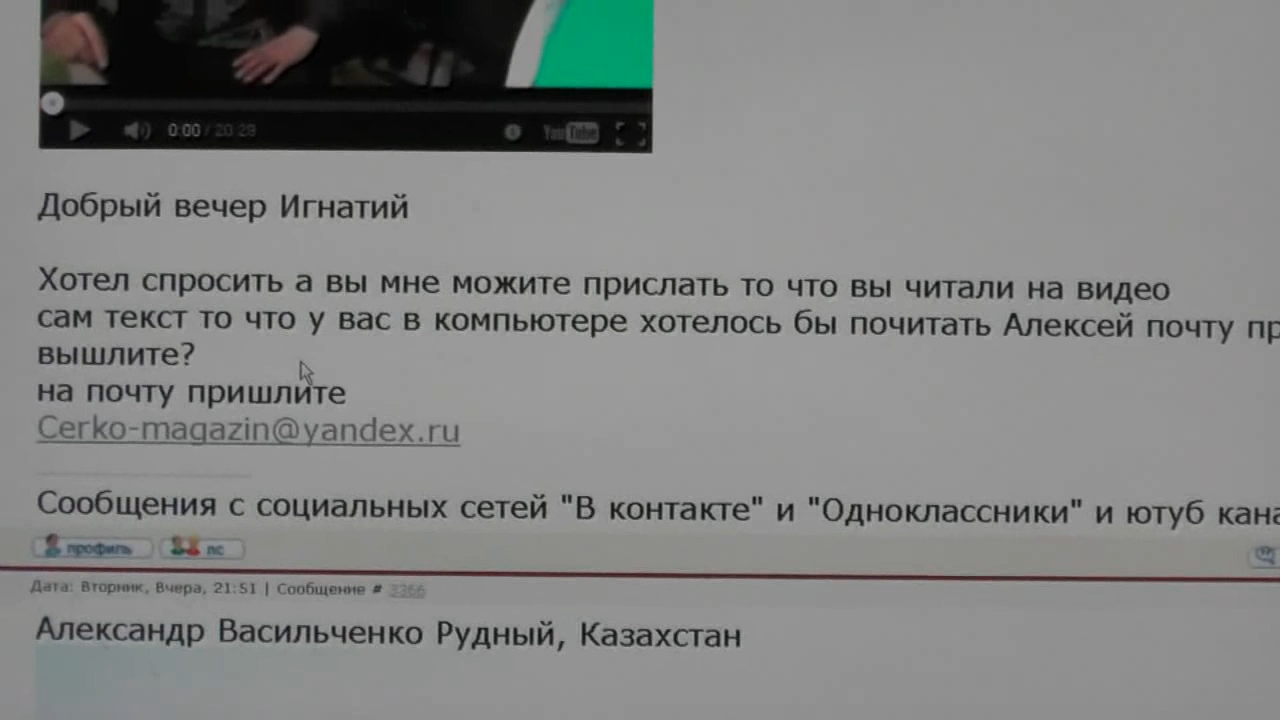 0:00 / 20:29
YouTube
Добрый вечер Игнатий
Хотел спросить а вы мне можите прислать то что вы читали на видео
сам текст то что у вас в компьютере хотелось бы почитать Алексей почту пр
вышлите?
на почту пришлите
Cerko-magazin@yandex.ru
Сообщения с социальных сетей "В контакте" и "Одноклассники" и ютуб кана
профиль лс
Дата: Вторник, Вчера, 21:51 | Сообщение # 3366
Александр Васильченко Рудный, Казахстан